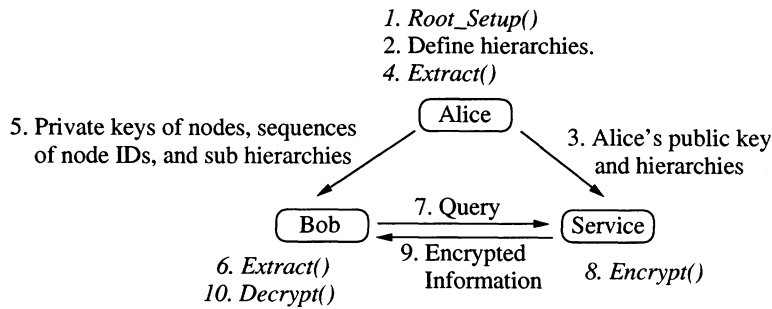 1. Root_Setup()
2. Define hierarchies.
4. Extract()
Alice
5. Private keys of nodes, sequences
of node IDs, and sub hierarchies
3. Alice's public key
and hierarchies
7. Query
Bob
Service
9. Encrypted
Information
6. Extract()
10. Decrypt()
8. Encrypt()